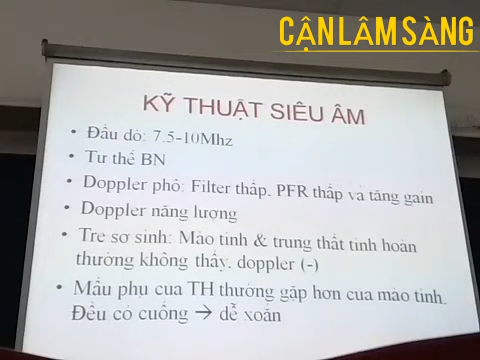 CẬN LÂM SÀNG
KỸ THUẬT SIÊU ÂM
• Đầu dò: 7.5-10Mhz
• Tư thế BN
• Doppler phổ: Filter thấp, PFR thấp và tăng gain
• Doppler năng lượng
• Trẻ sơ sinh: Mào tinh & trung thất tinh hoàn
thường không thấy, doppler (-)
• Mấu phụ của TH thường gặp hơn của mào tinh.
Đều có cuống → dễ xoắn